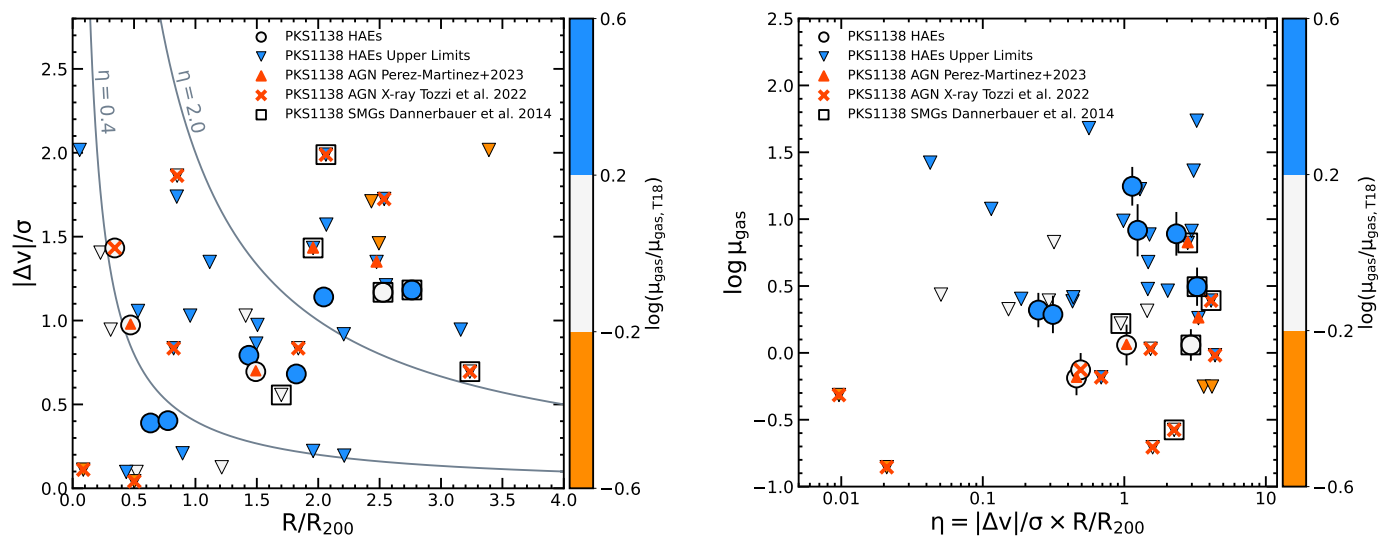 PKS1138 HAEs
PKS1138 HAEs Upper Limits
PKS1138 AGN Perez-Martinez+2023
PKS1138 AGN X-ray Tozzi et al. 2022
PKS1138 SMGs Dannerbauer et al. 2014
η = 0.4
η = 2.0
2.5
2.0
1.5
1.0
0.5
0.0
|Δv|/σ
0.0 0.5 1.0 1.5 2.0 2.5 3.0 3.5 4.0
R/R₂₀₀
0.6
0.2
−0.2
−0.6
log(μgas/μgas, T18)
PKS1138 HAEs
PKS1138 HAEs Upper Limits
PKS1138 AGN Perez-Martinez+2023
PKS1138 AGN X-ray Tozzi et al. 2022
PKS1138 SMGs Dannerbauer et al. 2014
2.5
2.0
1.5
1.0
0.5
0.0
−0.5
−1.0
log μgas
0.01 0.1 1 10
η = |Δv|/σ × R/R₂₀₀
0.6
0.2
−0.2
−0.6
log(μgas/μgas, T18)